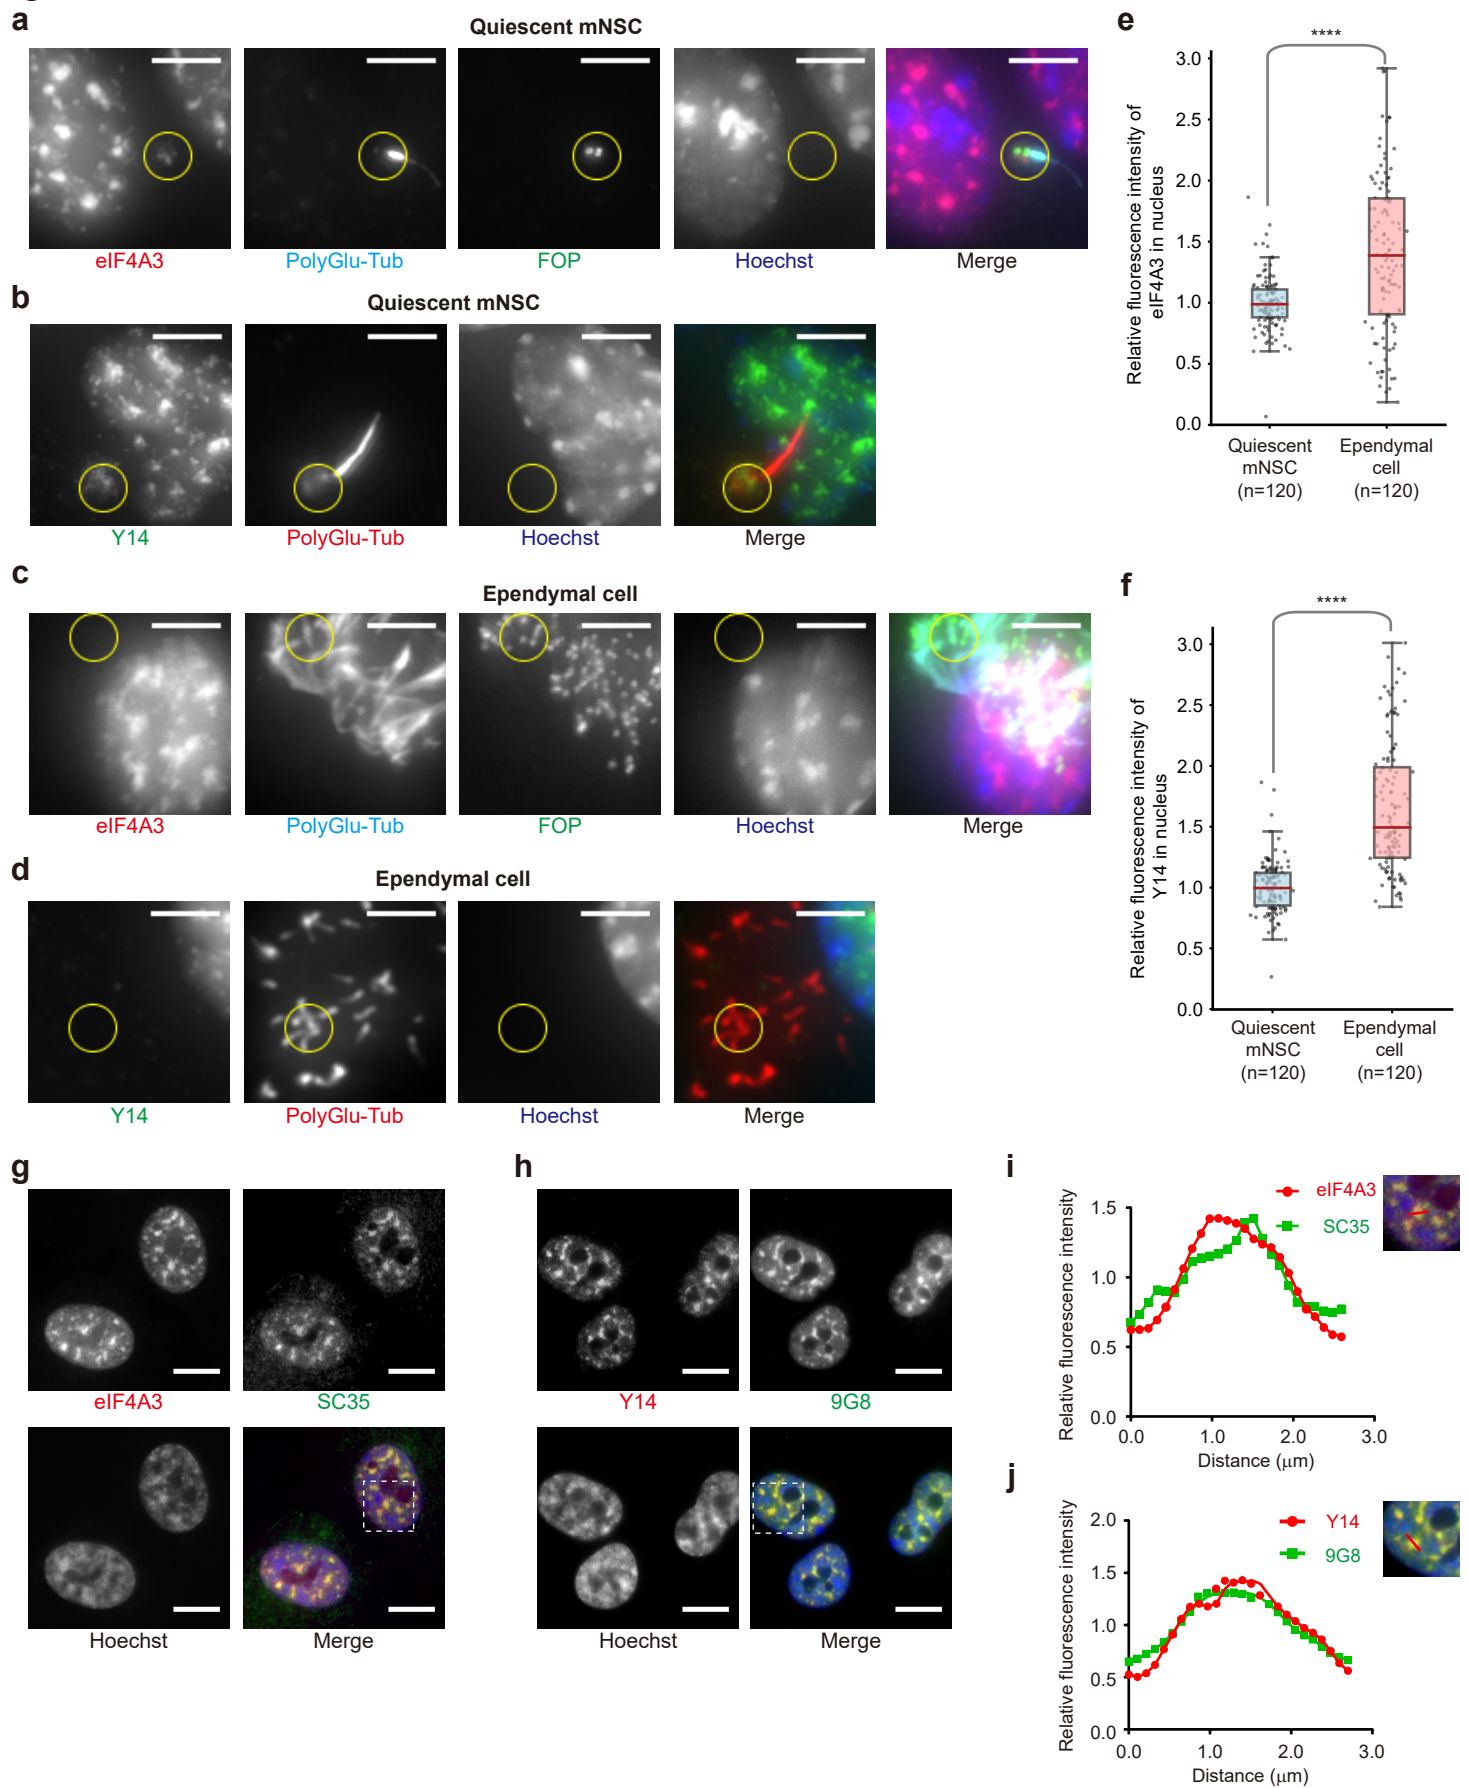 a
Quiescent mNSC
eIF4A3
PolyGlu-Tub
FOP
Hoechst
Merge
b
Quiescent mNSC
Y14
PolyGlu-Tub
Hoechst
Merge
c
Ependymal cell
eIF4A3
PolyGlu-Tub
FOP
Hoechst
Merge
d
Ependymal cell
Y14
PolyGlu-Tub
Hoechst
Merge
e
****
Relative fluorescence intensity of
eIF4A3 in nucleus
3.0
2.5
2.0
1.5
1.0
0.5
0.0
Quiescent
mNSC
(n=120)
Ependymal
cell
(n=120)
f
****
Relative fluorescence intensity of
Y14 in nucleus
3.0
2.5
2.0
1.5
1.0
0.5
0.0
Quiescent
mNSC
(n=120)
Ependymal
cell
(n=120)
g
eIF4A3
SC35
Hoechst
Merge
h
Y14
9G8
Hoechst
Merge
i
eIF4A3
SC35
Relative fluorescence intensity
1.5
1.0
0.5
0.0
0.0
1.0
2.0
3.0
Distance (μm)
j
Y14
9G8
Relative fluorescence intensity
2.0
1.5
1.0
0.5
0.0
0.0
1.0
2.0
3.0
Distance (μm)